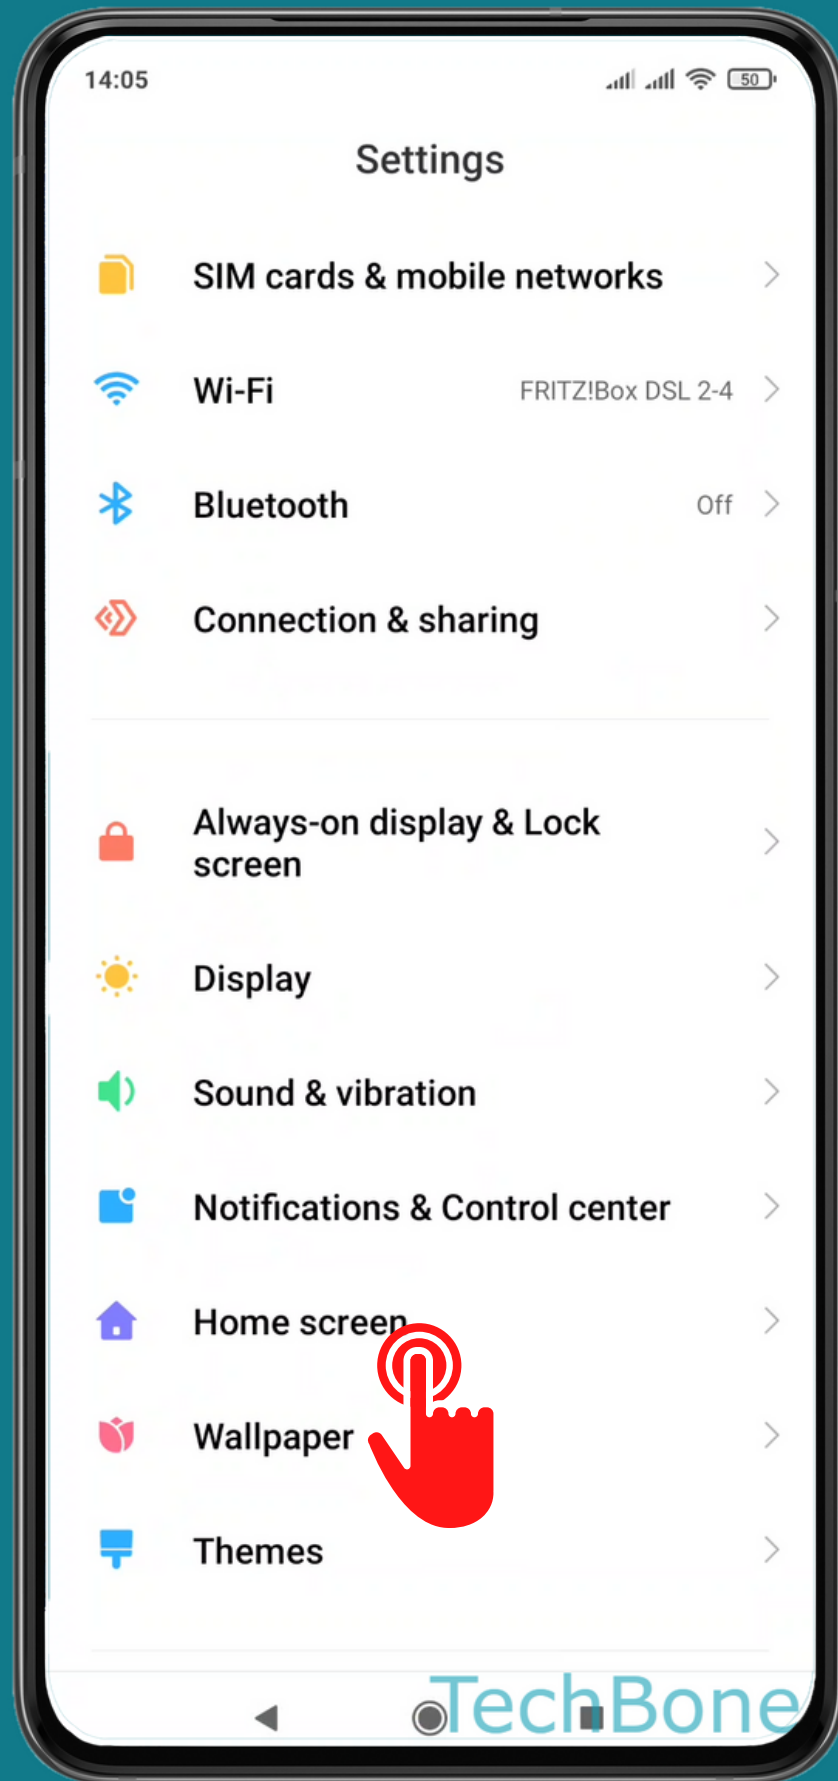 14:05
50
Settings
SIM cards & mobile networks
Wi-Fi
FRITZ!Box DSL 2-4
Bluetooth
Off
Connection & sharing
Always-on display & Lock
screen
Display
Sound & vibration
Notifications & Control center
Home screen
Wallpaper
Themes
TechBone